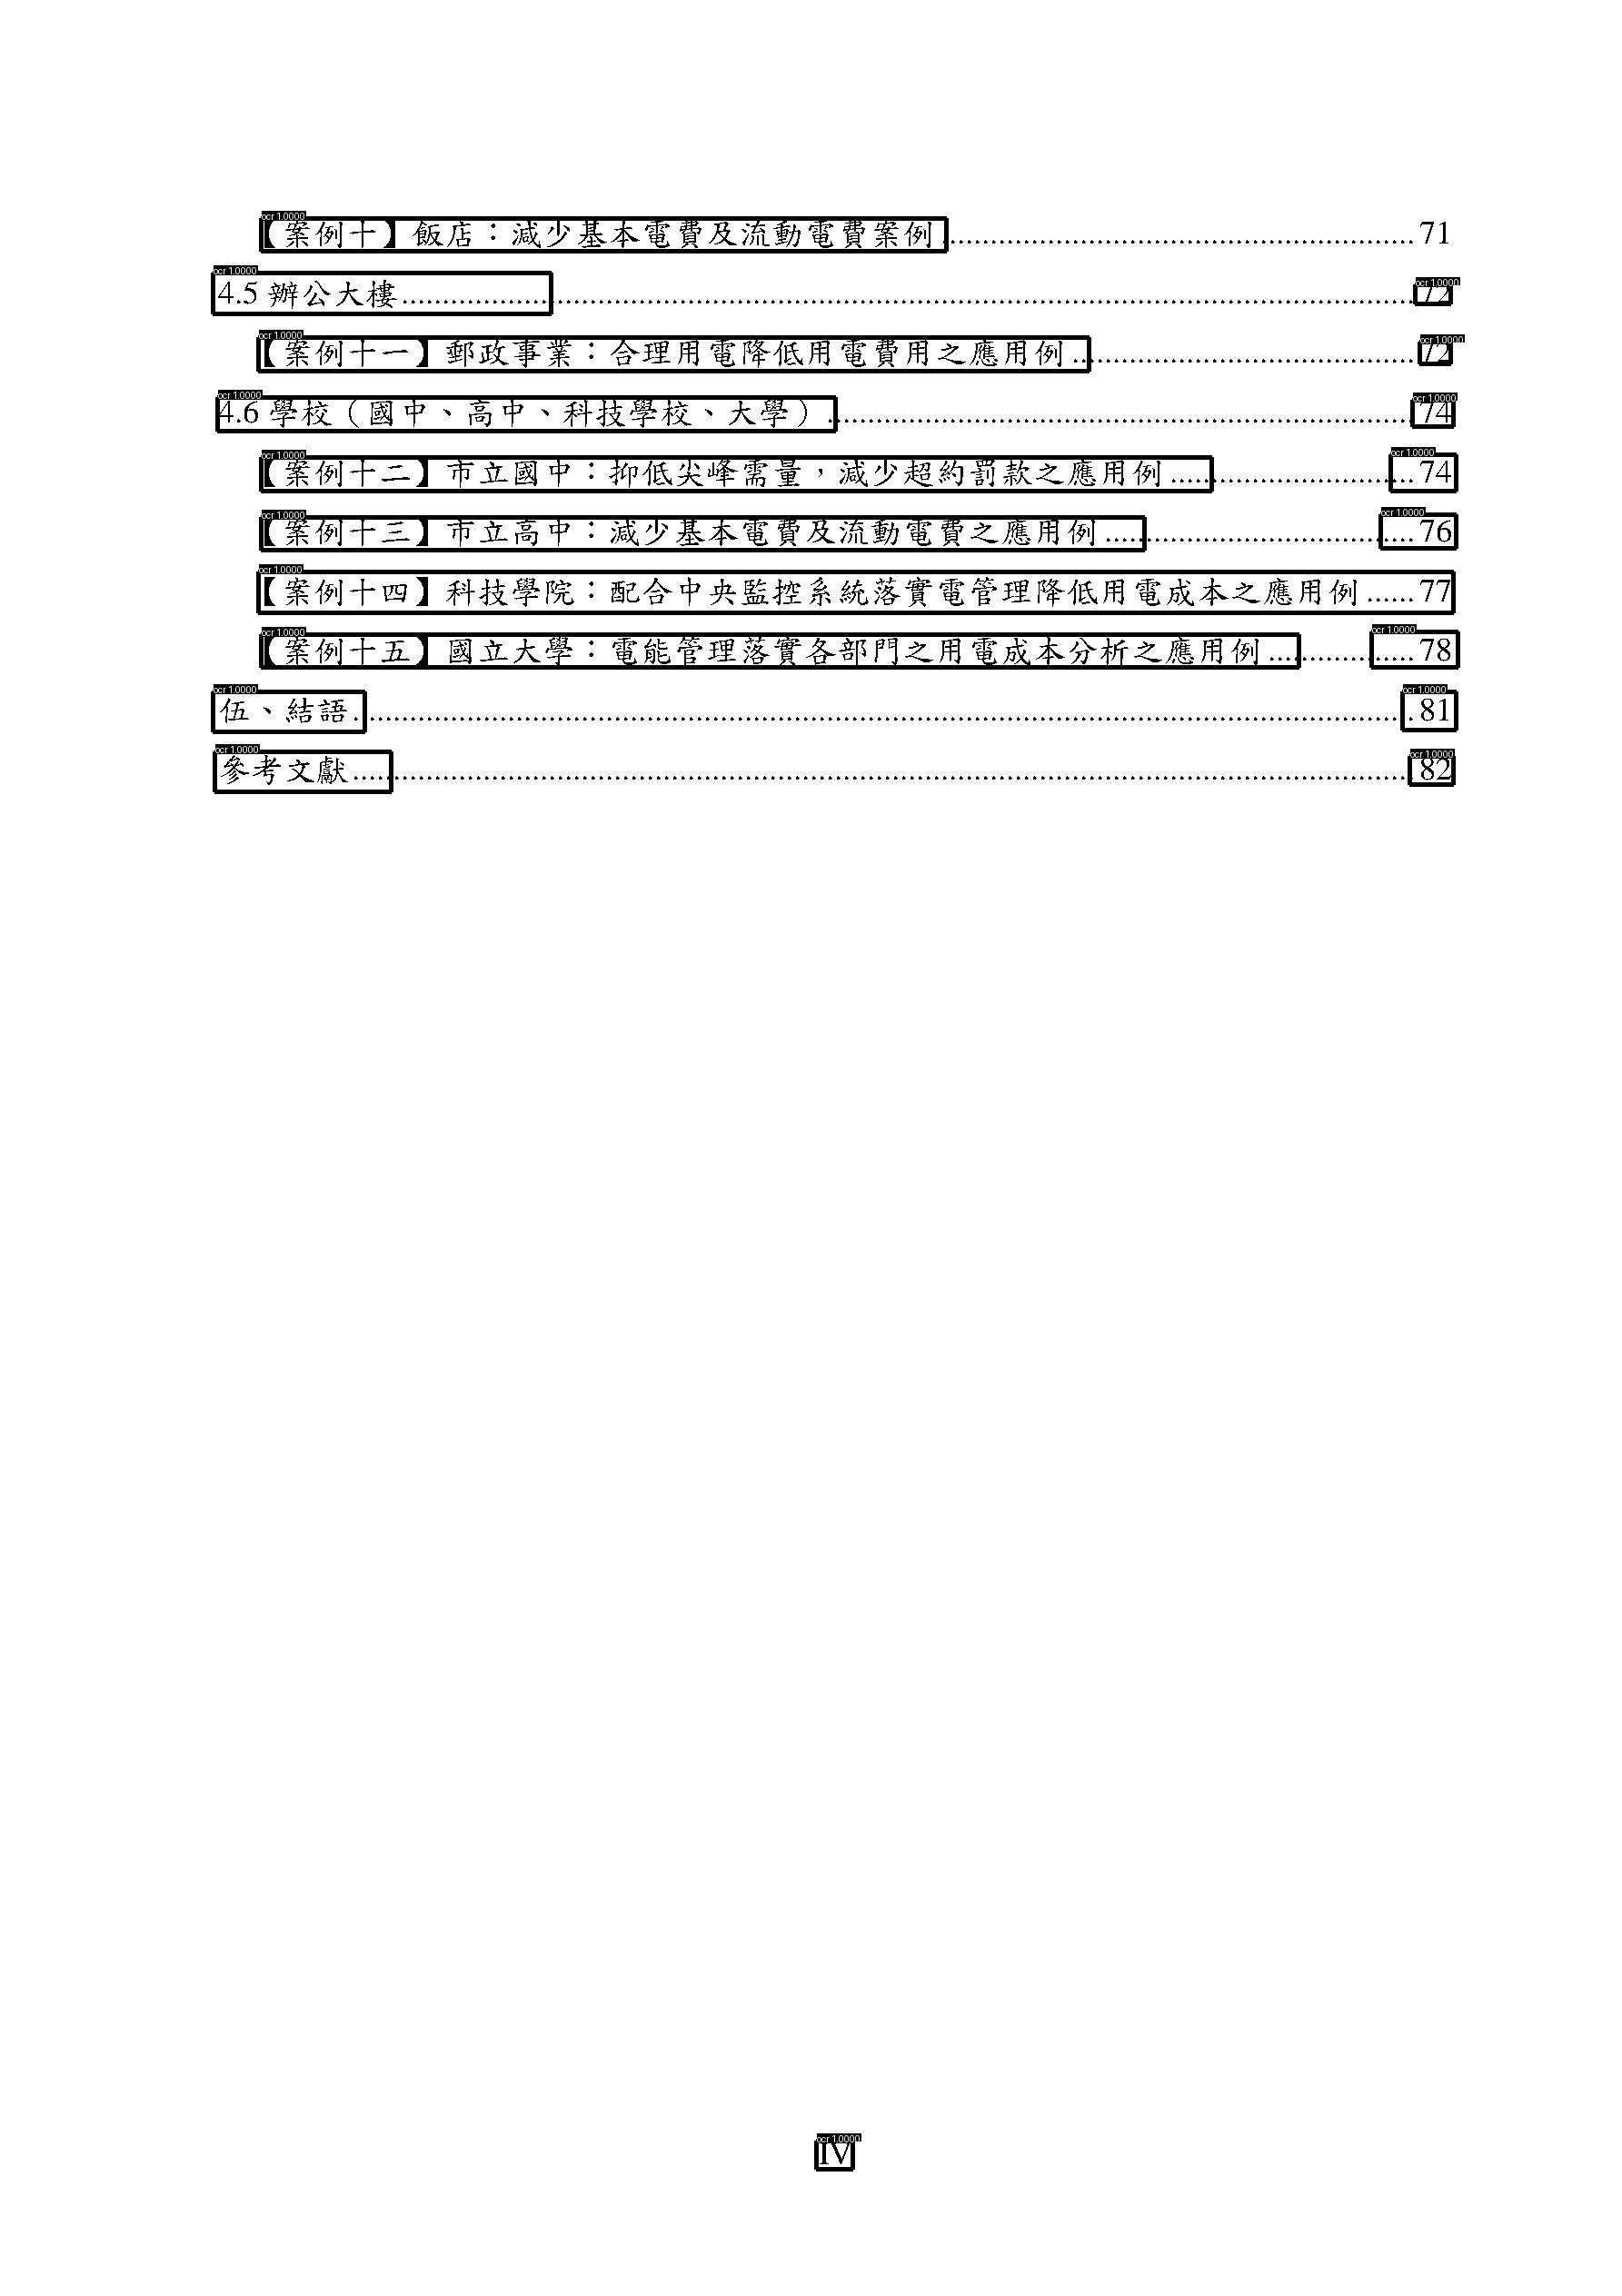 【案例十】飯店：減少基本電費及流動電費案例..........................................................71
4.5 辦公大樓..............................................................................................................72
【案例十一】郵政事業：合理用電降低用電費用之應用例..........................................72
4.6 學校（國中、高中、科技學校、大學）........................................................................74
【案例十二】市立國中：抑低尖峰需量，減少超約罰款之應用例..............................74
【案例十三】市立高中：減少基本電費及流動電費之應用例......................................76
【案例十四】科技學院：配合中央監控系統落實電管理降低用電成本之應用例......77
【案例十五】國立大學：電能管理落實各部門之用電成本分析之應用例..................78
伍、結語....................................................................................................................81
參考文獻....................................................................................................................82
IV